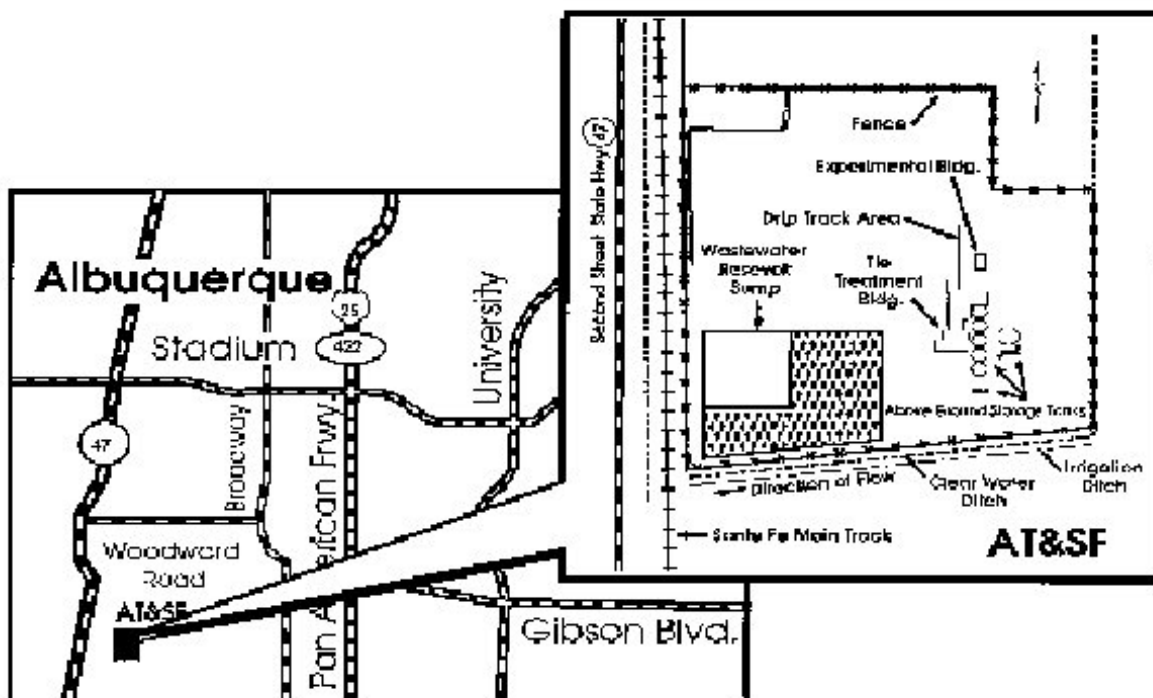 Albuquerque
Stadium
25
422
University
47
Broadway
Pan American Frwy.
Woodward
Road
AT&SF
Gibson Blvd.
Second Street State Hwy 47
Fence
Experimental Bldg.
Drip Track Area
Wastewater
Reservoir
Sump
Tie
Treatment
Bldg.
Above Ground Storage Tanks
Direction of Flow
Clear Water
Ditch
Irrigation
Ditch
Santa Fe Main Track
AT&SF